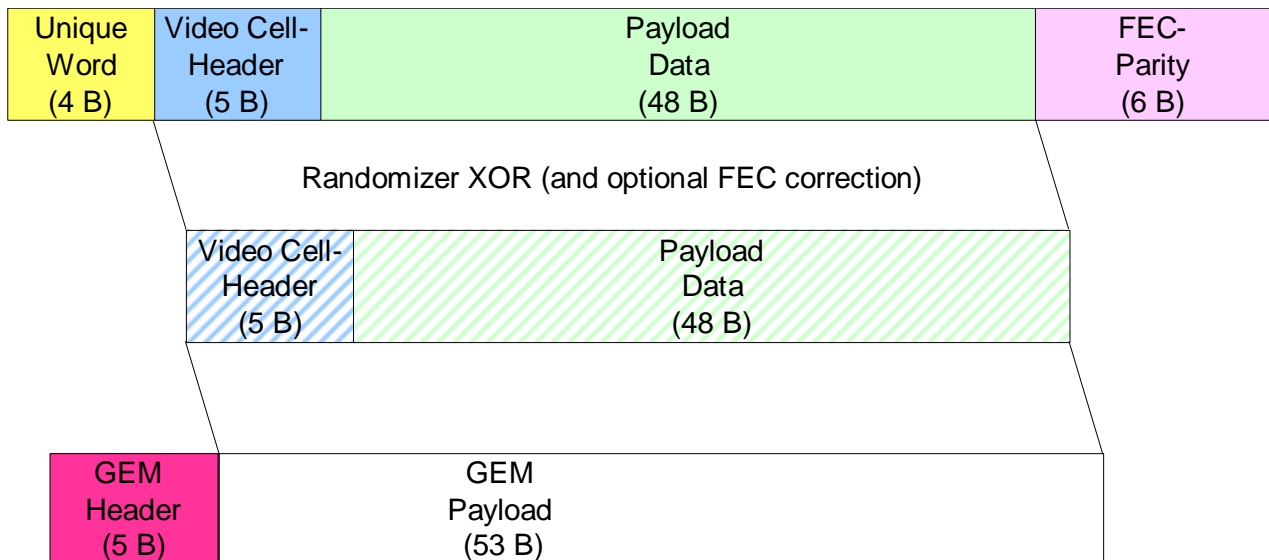 Unique
Word
(4 B)
Video Cell-
Header
(5 B)
Payload
Data
(48 B)
FEC-
Parity
(6 B)
Randomizer XOR (and optional FEC correction)
Video Cell-
Header
(5 B)
Payload
Data
(48 B)
GEM
Header
(5 B)
GEM
Payload
(53 B)